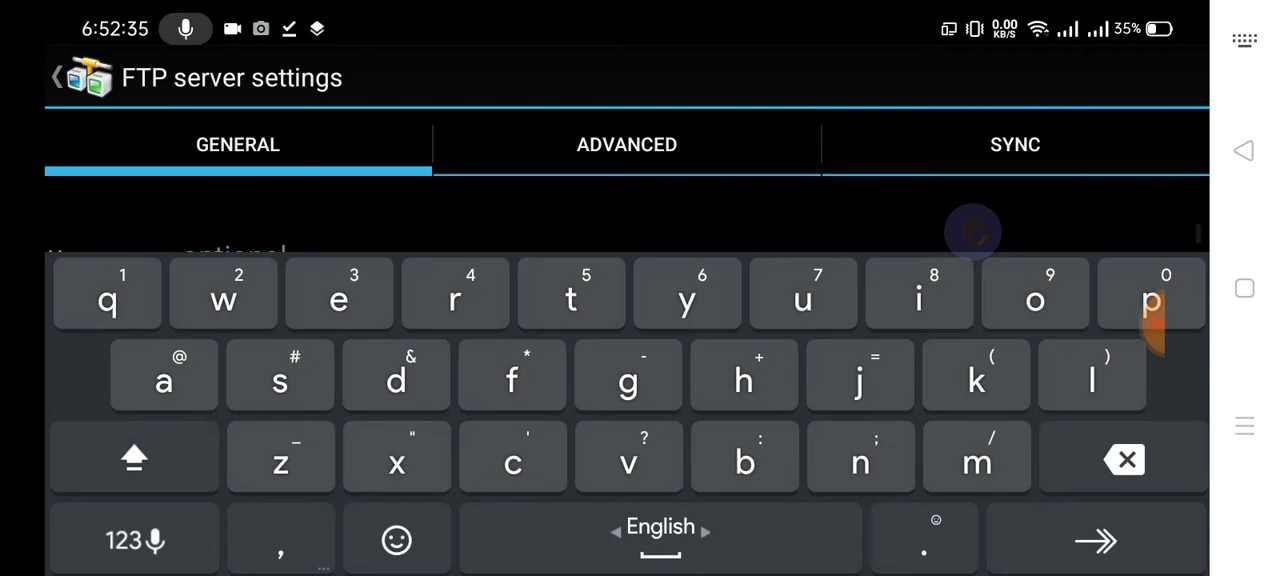 6:52:35 0.00 KB/S 35%
FTP server settings
GENERAL ADVANCED SYNC
optional
1 2 3 4 5 6 7 8 9 0
q w e r t y u i o p
@ # & * - + = ( )
a s d f g h j k l
_ " ' ? : ; /
z x c v b n m
123 , English .
...